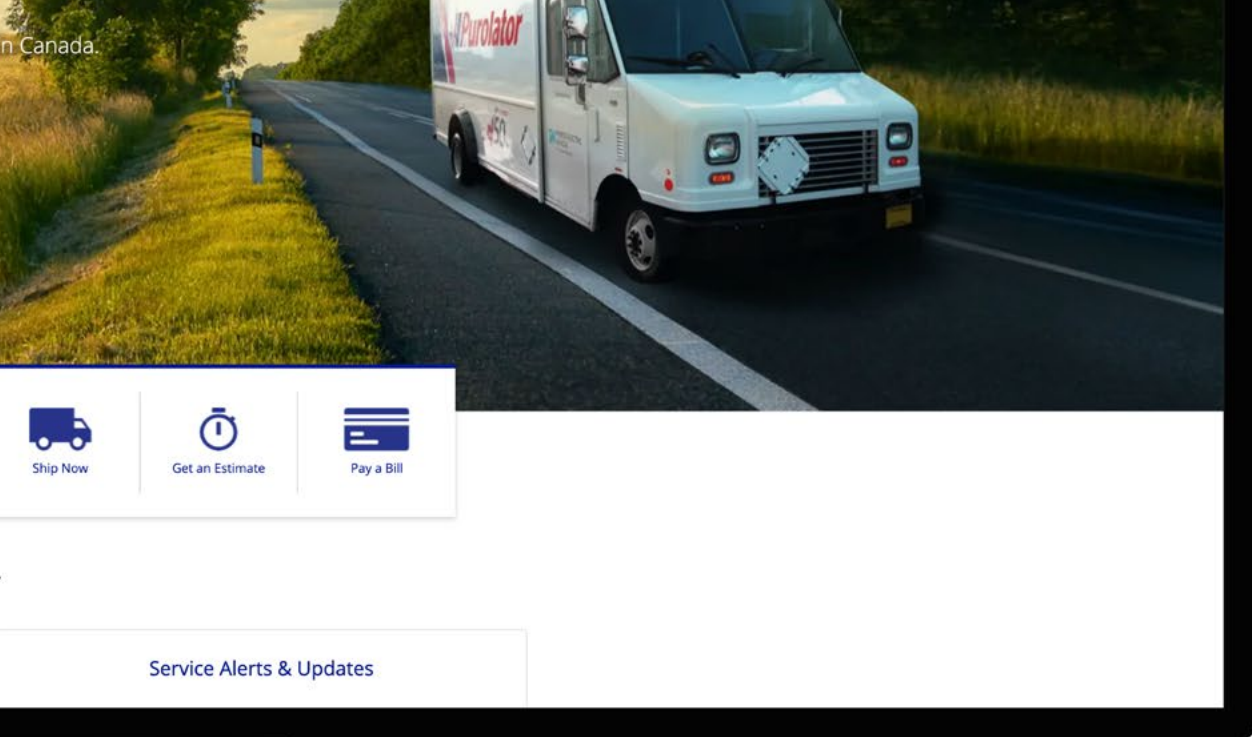 n Canada.
Purolator
Ship Now
Get an Estimate
Pay a Bill
Service Alerts & Updates